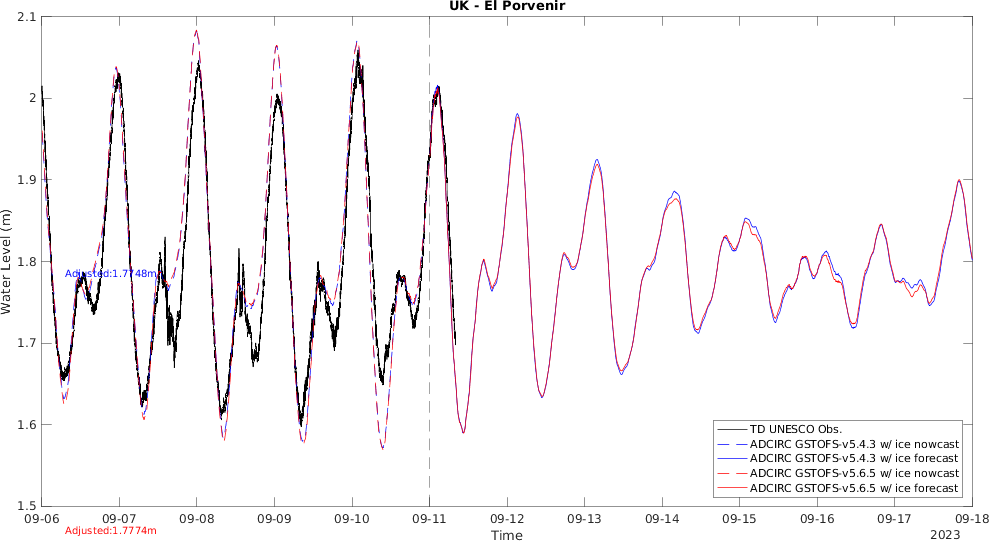 UK - El Porvenir
2.1
2
1.9
1.8
1.7
1.6
1.5
Water Level (m)
Adjusted:1.7748m
Adjusted:1.7774m
TD UNESCO Obs.
ADCIRC GSTOFS-v5.4.3 w/ ice nowcast
ADCIRC GSTOFS-v5.4.3 w/ ice forecast
ADCIRC GSTOFS-v5.6.5 w/ ice nowcast
ADCIRC GSTOFS-v5.6.5 w/ ice forecast
09-06 09-07 09-08 09-09 09-10 09-11 09-12 09-13 09-14 09-15 09-16 09-17 09-18
Time
2023